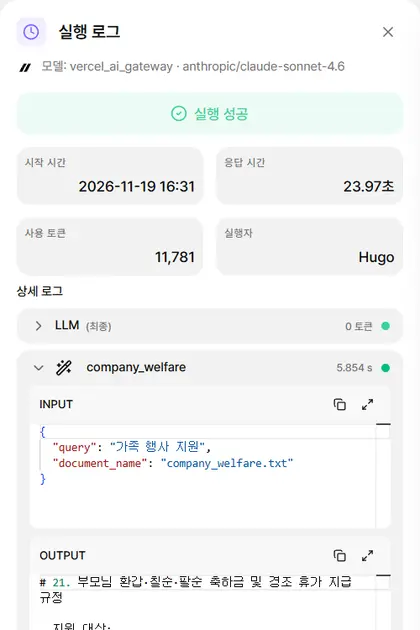 실행 로그
모델: vercel_ai_gateway · anthropic/claude-sonnet-4.6
실행 성공
시작 시간
2026-11-19 16:31
응답 시간
23.97초
사용 토큰
11,781
실행자
Hugo
상세 로그
LLM (최종)
0 토큰
company_welfare
5.854 s
INPUT
{
"query": "가족 행사 지원",
"document_name": "company_welfare.txt"
}
OUTPUT
# 21. 부모님 환갑·칠순·팔순 축하금 및 경조 휴가 지급
규정
지원 대상: